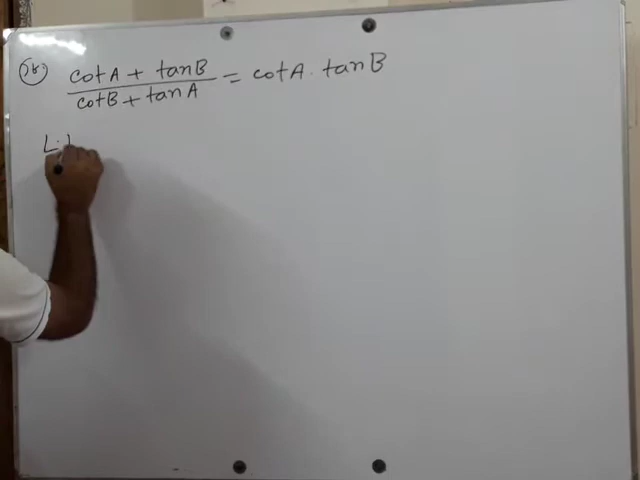 cotA + tanB
cotB + tanA
= cotA · tanB
L.